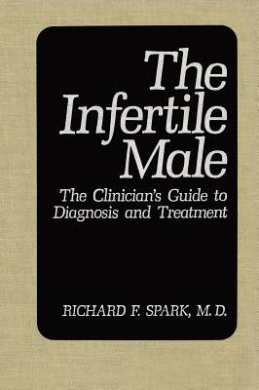 The
Infertile
Male
The Clinician's Guide to
Diagnosis and Treatment
RICHARD F. SPARK, M.D.